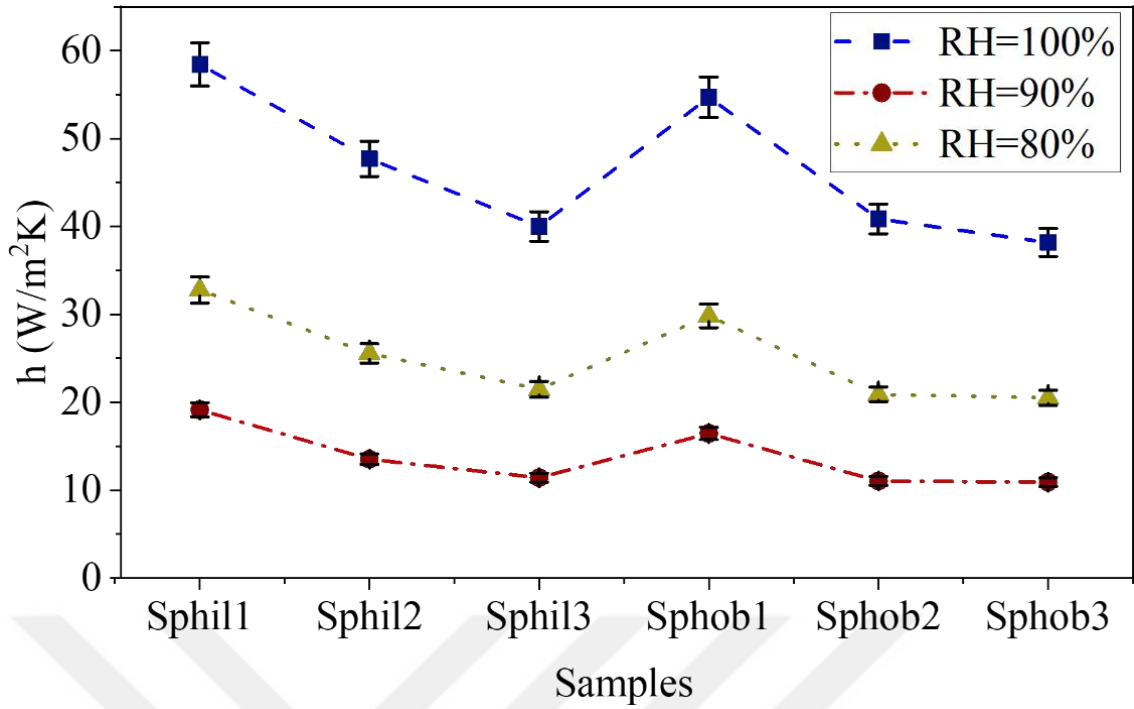 60
50
40
30
20
10
0
h (W/m²K)
RH=100%
RH=90%
RH=80%
Sphil1 Sphil2 Sphil3 Sphob1 Sphob2 Sphob3
Samples